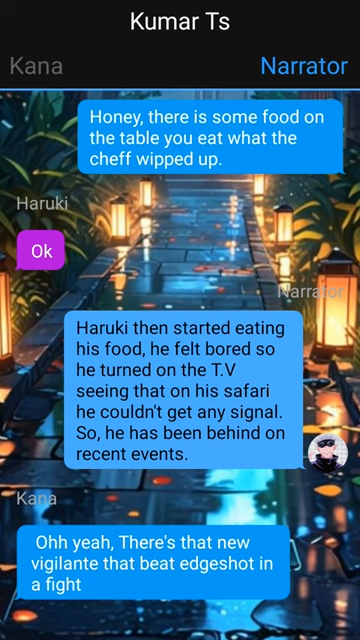 Kumar Ts
Kana
Narrator
Honey, there is some food on
the table you eat what the
cheff wipped up.
Haruki
Ok
Narrator
Haruki then started eating
his food, he felt bored so
he turned on the T.V
seeing that on his safari
he couldn't get any signal.
So, he has been behind on
recent events.
Kana
Ohh yeah, There's that new
vigilante that beat edgeshot in
a fight